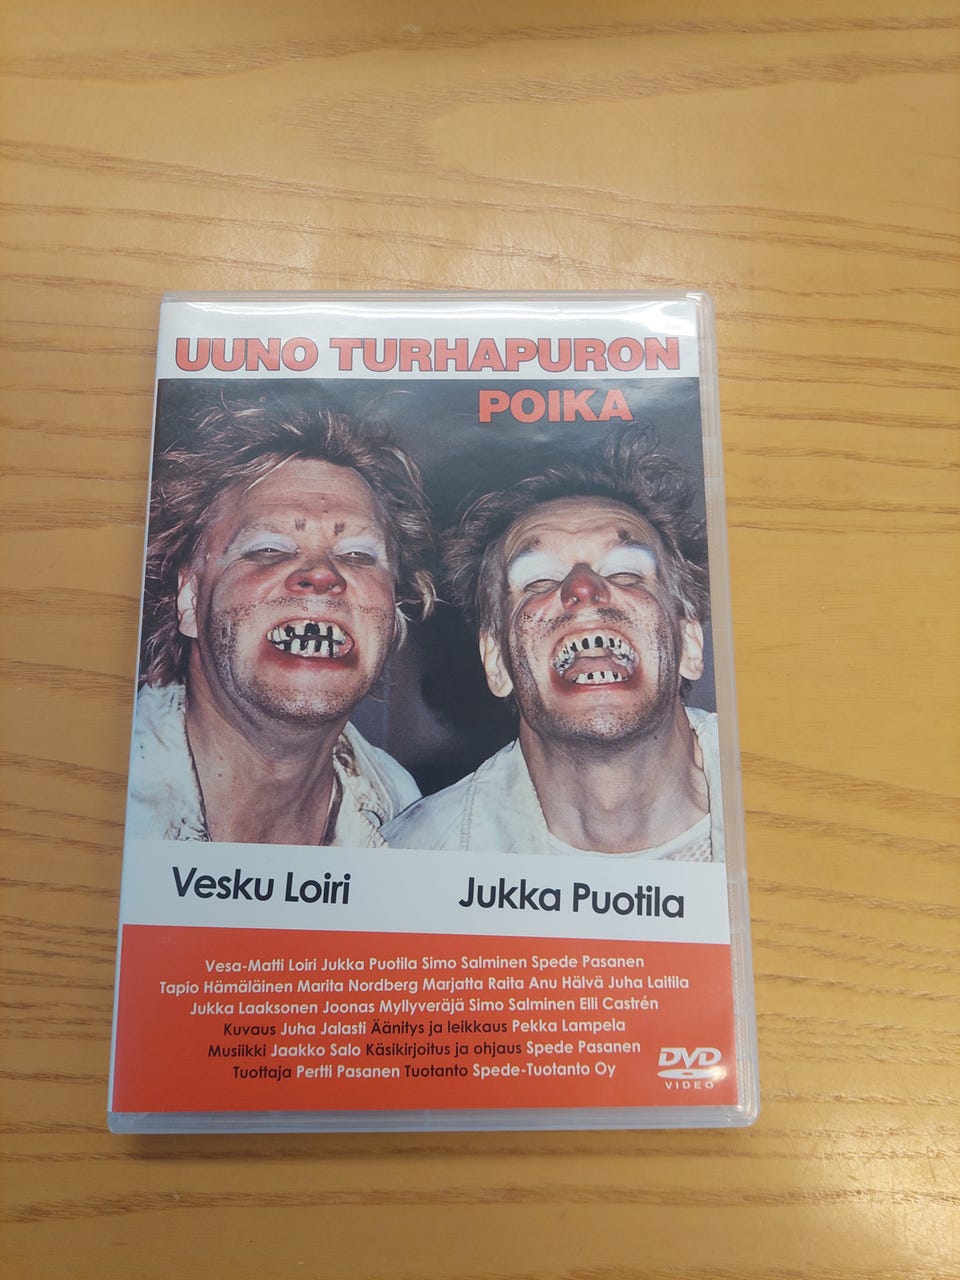 UUNO TURHAPURON
POIKA
Vesku Loiri
Jukka Puotila
Vesa-Matti Loiri Jukka Puotila Simo Salminen Spede Pasanen
Tapio Hämäläinen Marita Nordberg Marjatta Raita Anu Hälvä Juha Laitila
Jukka Laaksonen Joonas Myllyveräjä Simo Salminen Elli Castrén
Kuvaus Juha Jalasti Äänitys ja leikkaus Pekka Lampela
Musiikki Jaakko Salo Käsikirjoitus ja ohjaus Spede Pasanen
Tuottaja Pertti Pasanen Tuotanto Spede-Tuotanto Oy
DVD
VIDEO